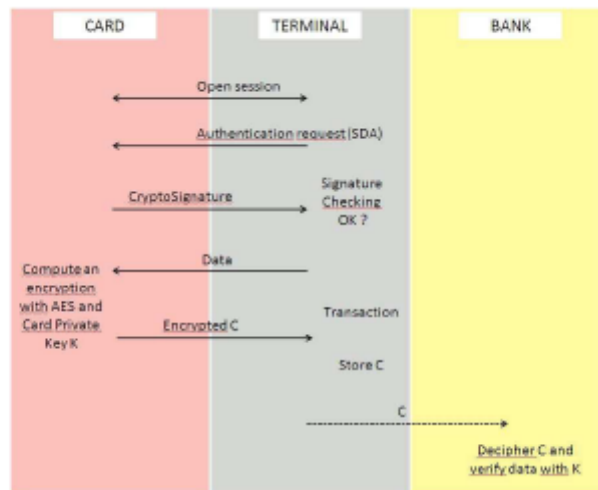 CARD
TERMINAL
BANK
Open session
Authentication request (SDA)
CryptoSignature
Signature
Checking
OK ?
Data
Compute an
encryption
with AES and
Card Private
Key K
Transaction
Encrypted C
Store C
C
Decipher C and
verify data with K